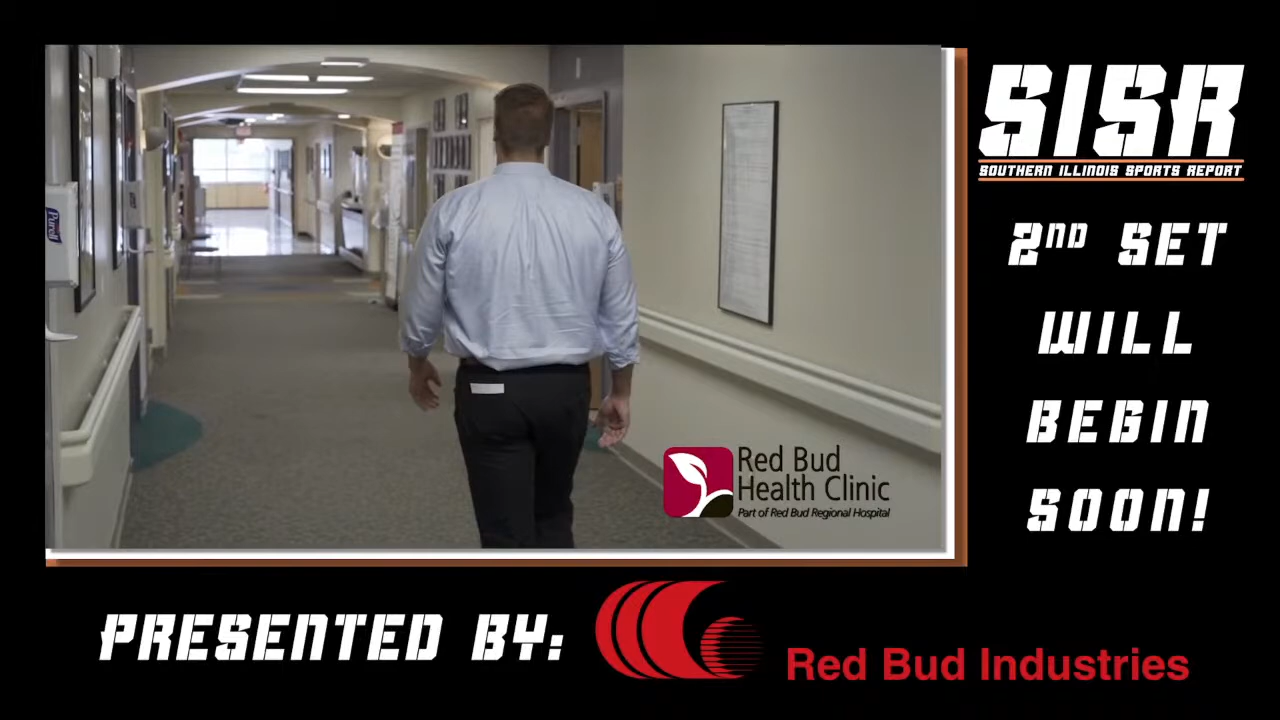 SISR
SOUTHERN ILLINOIS SPORTS REPORT
2ND SET
WILL
BEGIN
SOON!
Purell
Red Bud
Health Clinic
Part of Red Bud Regional Hospital
PRESENTED BY:
Red Bud Industries